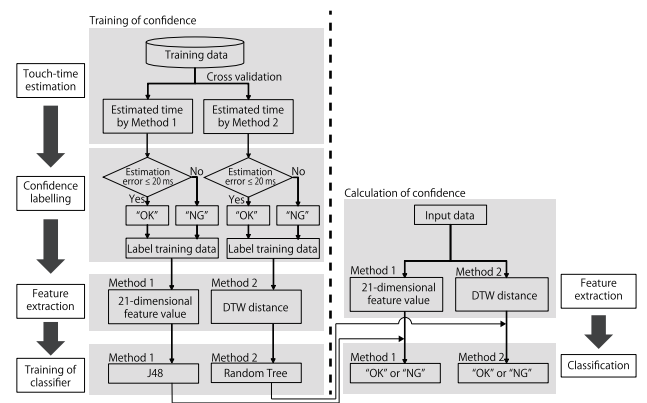 Training of confidence
Training data
Cross validation
Touch-time
estimation
Estimated time
by Method 1
Estimated time
by Method 2
Estimation
error ≤ 20 ms
No
Estimation
error ≤ 20 ms
No
Confidence
labelling
Yes
"OK"
"NG"
Yes
"OK"
"NG"
Label training data
Label training data
Feature
extraction
Method 1
21-dimensional
feature value
Method 2
DTW distance
Training of
classifier
Method 1
J48
Method 2
Random Tree
Calculation of confidence
Input data
Method 1
21-dimensional
feature value
Method 2
DTW distance
Feature
extraction
Method 1
"OK" or "NG"
Method 2
"OK" or "NG"
Classification